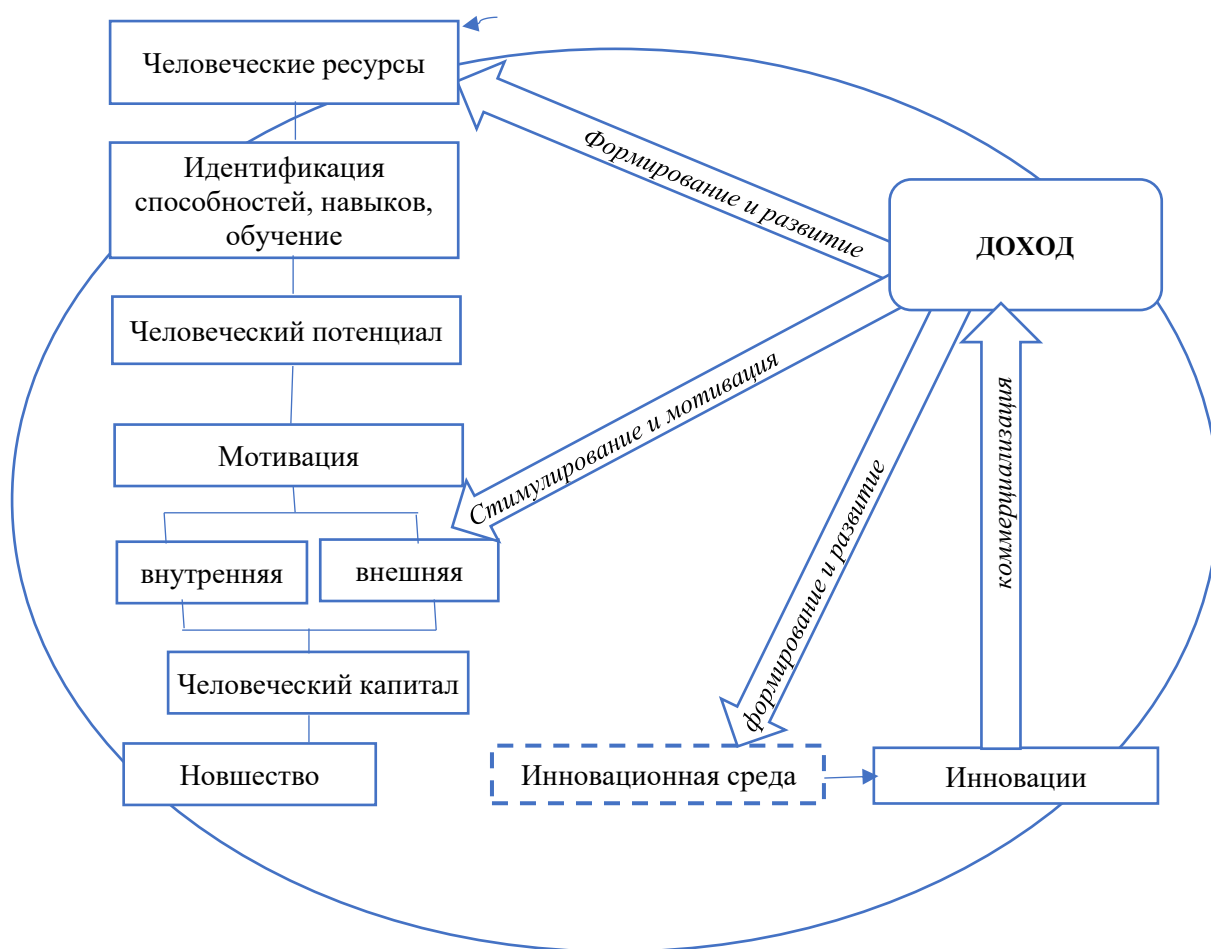 Человеческие ресурсы
Формирование и развитие
Идентификация
способностей, навыков,
обучение
ДОХОД
Человеческий потенциал
Стимулирование и мотивация
коммерциализация
Мотивация
формирование и развитие
внутренняя
внешняя
Человеческий капитал
Новшество
Инновационная среда
Инновации